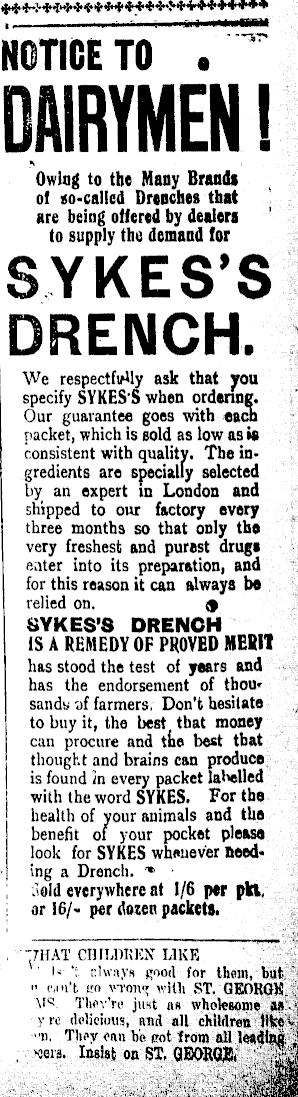 NOTICE TO
DAIRYMEN!
Owing to the Many Brands
of so-called Drenches that
are being offered by dealers
to supply the demand for
SYKES'S
DRENCH.
We respectfully ask that you
specify SYKES'S when ordering.
Our guarantee goes with each
packet, which is sold as low as is
consistent with quality. The in-
gredients are specially selected
by an expert in London and
shipped to our factory every
three months so that only the
very freshest and purest drugs
enter into its preparation, and
for this reason it can always be
relied on.
SYKES'S DRENCH
IS A REMEDY OF PROVED MERIT
has stood the test of years and
has the endorsement of thou-
sands of farmers. Don't hesitate
to buy it, the best that money
can procure and the best that
thought and brains can produce
is found in every packet labelled
with the word SYKES. For the
health of your animals and the
benefit of your pocket please
look for SYKES whenever need-
ing a Drench.
Sold everywhere at 1/6 per pkt,
or 16/- per dozen packets.
WHAT CHILDREN LIKE
always good for them, but
can't go wrong with ST. GEORGE
They're just as wholesome as
delicious, and all children like
They can be got from all leading
Insist on ST. GEORGE.